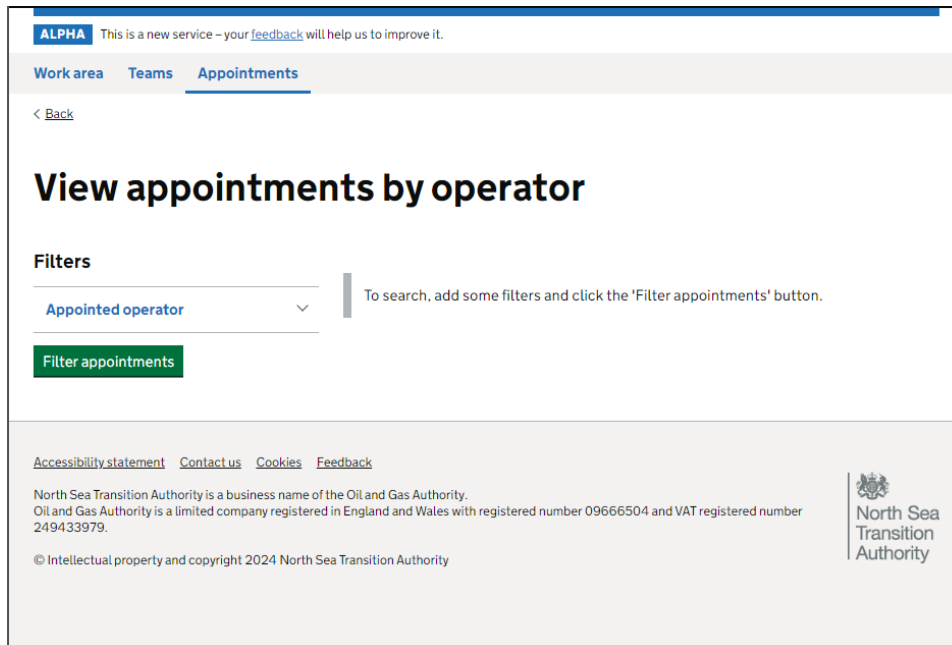 ALPHA This is a new service – your feedback will help us to improve it.
Work area Teams Appointments
Back
View appointments by operator
Filters
Appointed operator
To search, add some filters and click the 'Filter appointments' button.
Filter appointments
Accessibility statement Contact us Cookies Feedback
North Sea Transition Authority is a business name of the Oil and Gas Authority.
Oil and Gas Authority is a limited company registered in England and Wales with registered number 09666504 and VAT registered number
249433979.
© Intellectual property and copyright 2024 North Sea Transition Authority
North Sea
Transition
Authority